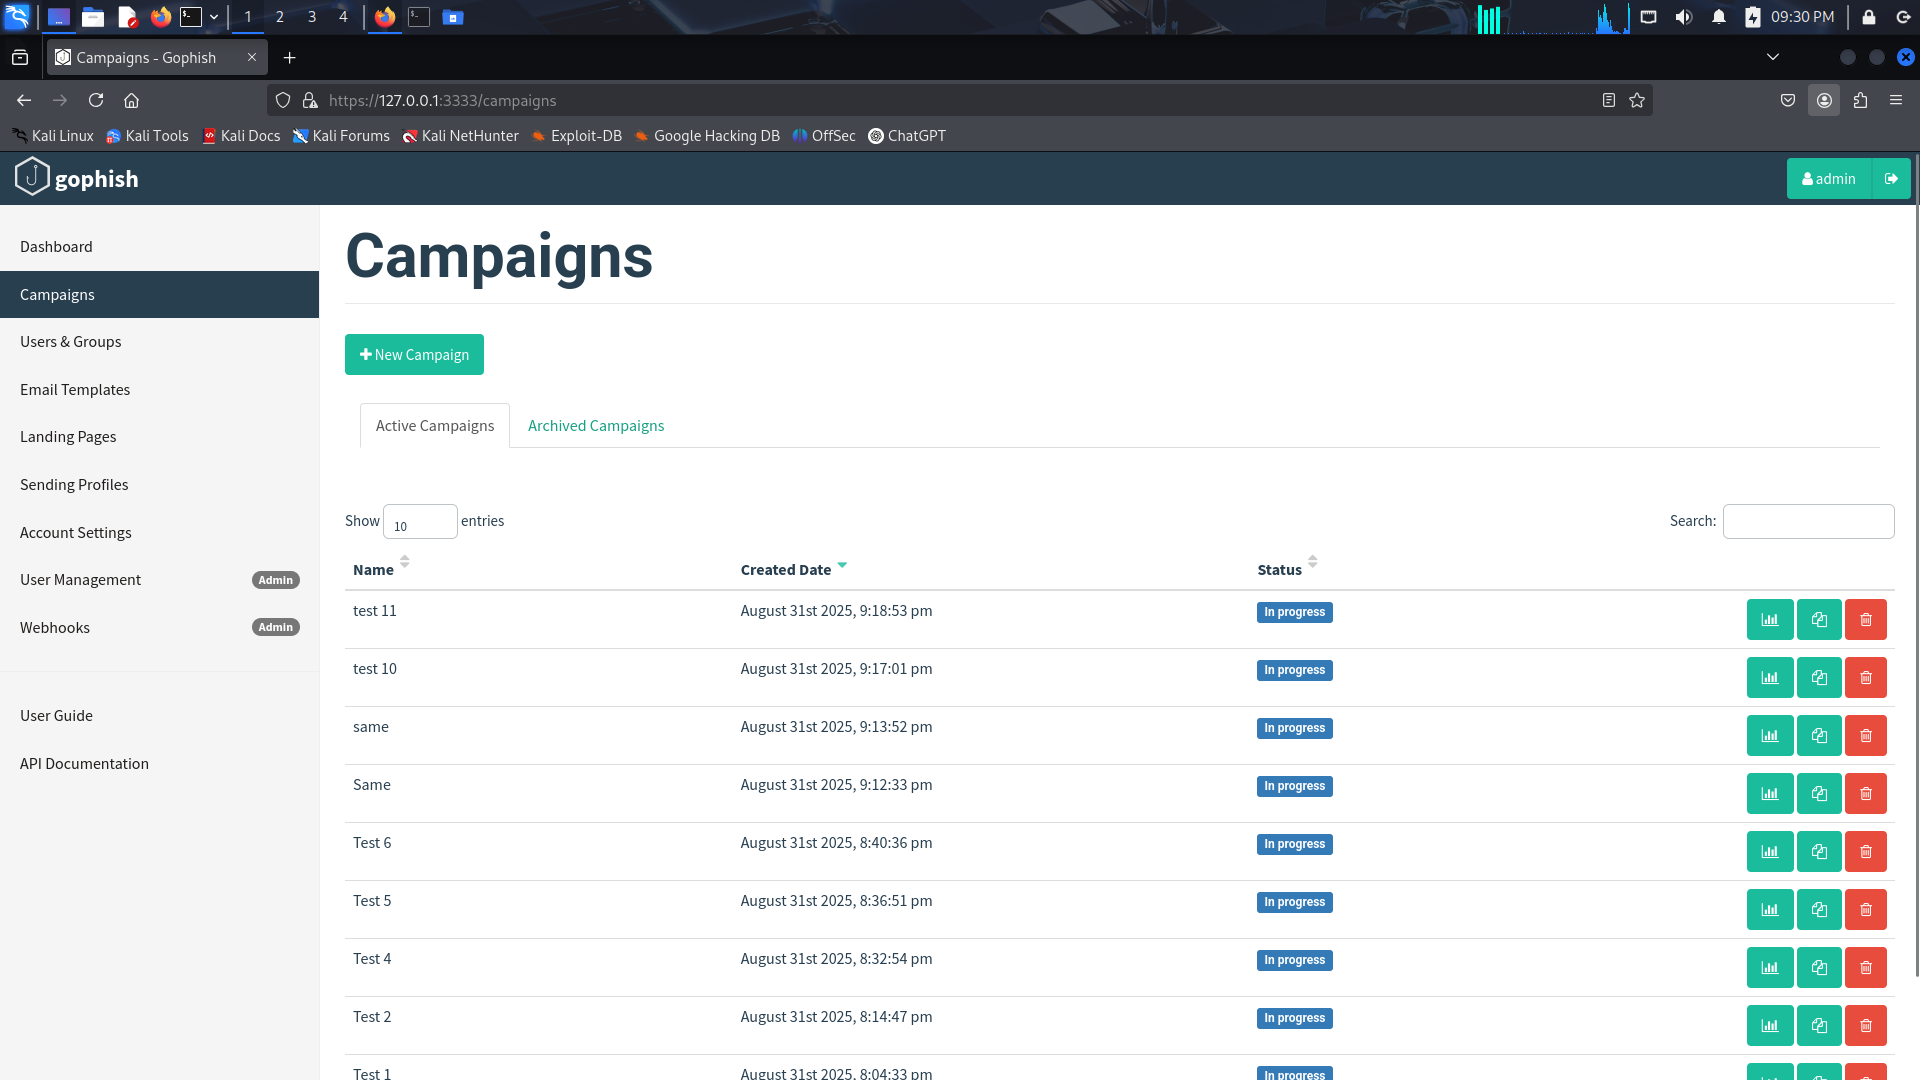 1 2 3 4 09:30 PM
Campaigns - Gophish
https://127.0.0.1:3333/campaigns
Kali Linux Kali Tools Kali Docs Kali Forums Kali NetHunter Exploit-DB Google Hacking DB OffSec ChatGPT
gophish admin
Dashboard
Campaigns
Users & Groups
Email Templates
Landing Pages
Sending Profiles
Account Settings
User Management Admin
Webhooks Admin
User Guide
API Documentation
Campaigns
New Campaign
Active Campaigns Archived Campaigns
Show 10 entries Search:
Name Created Date Status
test 11 August 31st 2025, 9:18:53 pm In progress
test 10 August 31st 2025, 9:17:01 pm In progress
same August 31st 2025, 9:13:52 pm In progress
Same August 31st 2025, 9:12:33 pm In progress
Test 6 August 31st 2025, 8:40:36 pm In progress
Test 5 August 31st 2025, 8:36:51 pm In progress
Test 4 August 31st 2025, 8:32:54 pm In progress
Test 2 August 31st 2025, 8:14:47 pm In progress
Test 1 August 31st 2025, 8:04:33 pm In progress